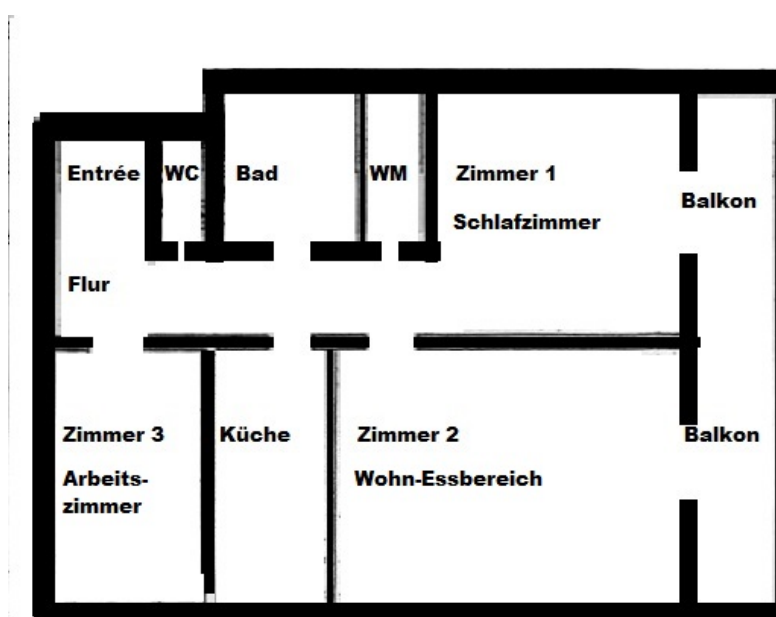 Entrée
WC
Bad
WM
Zimmer 1
Schlafzimmer
Balkon
Flur
Zimmer 3
Arbeits-
zimmer
Küche
Zimmer 2
Wohn-Essbereich
Balkon